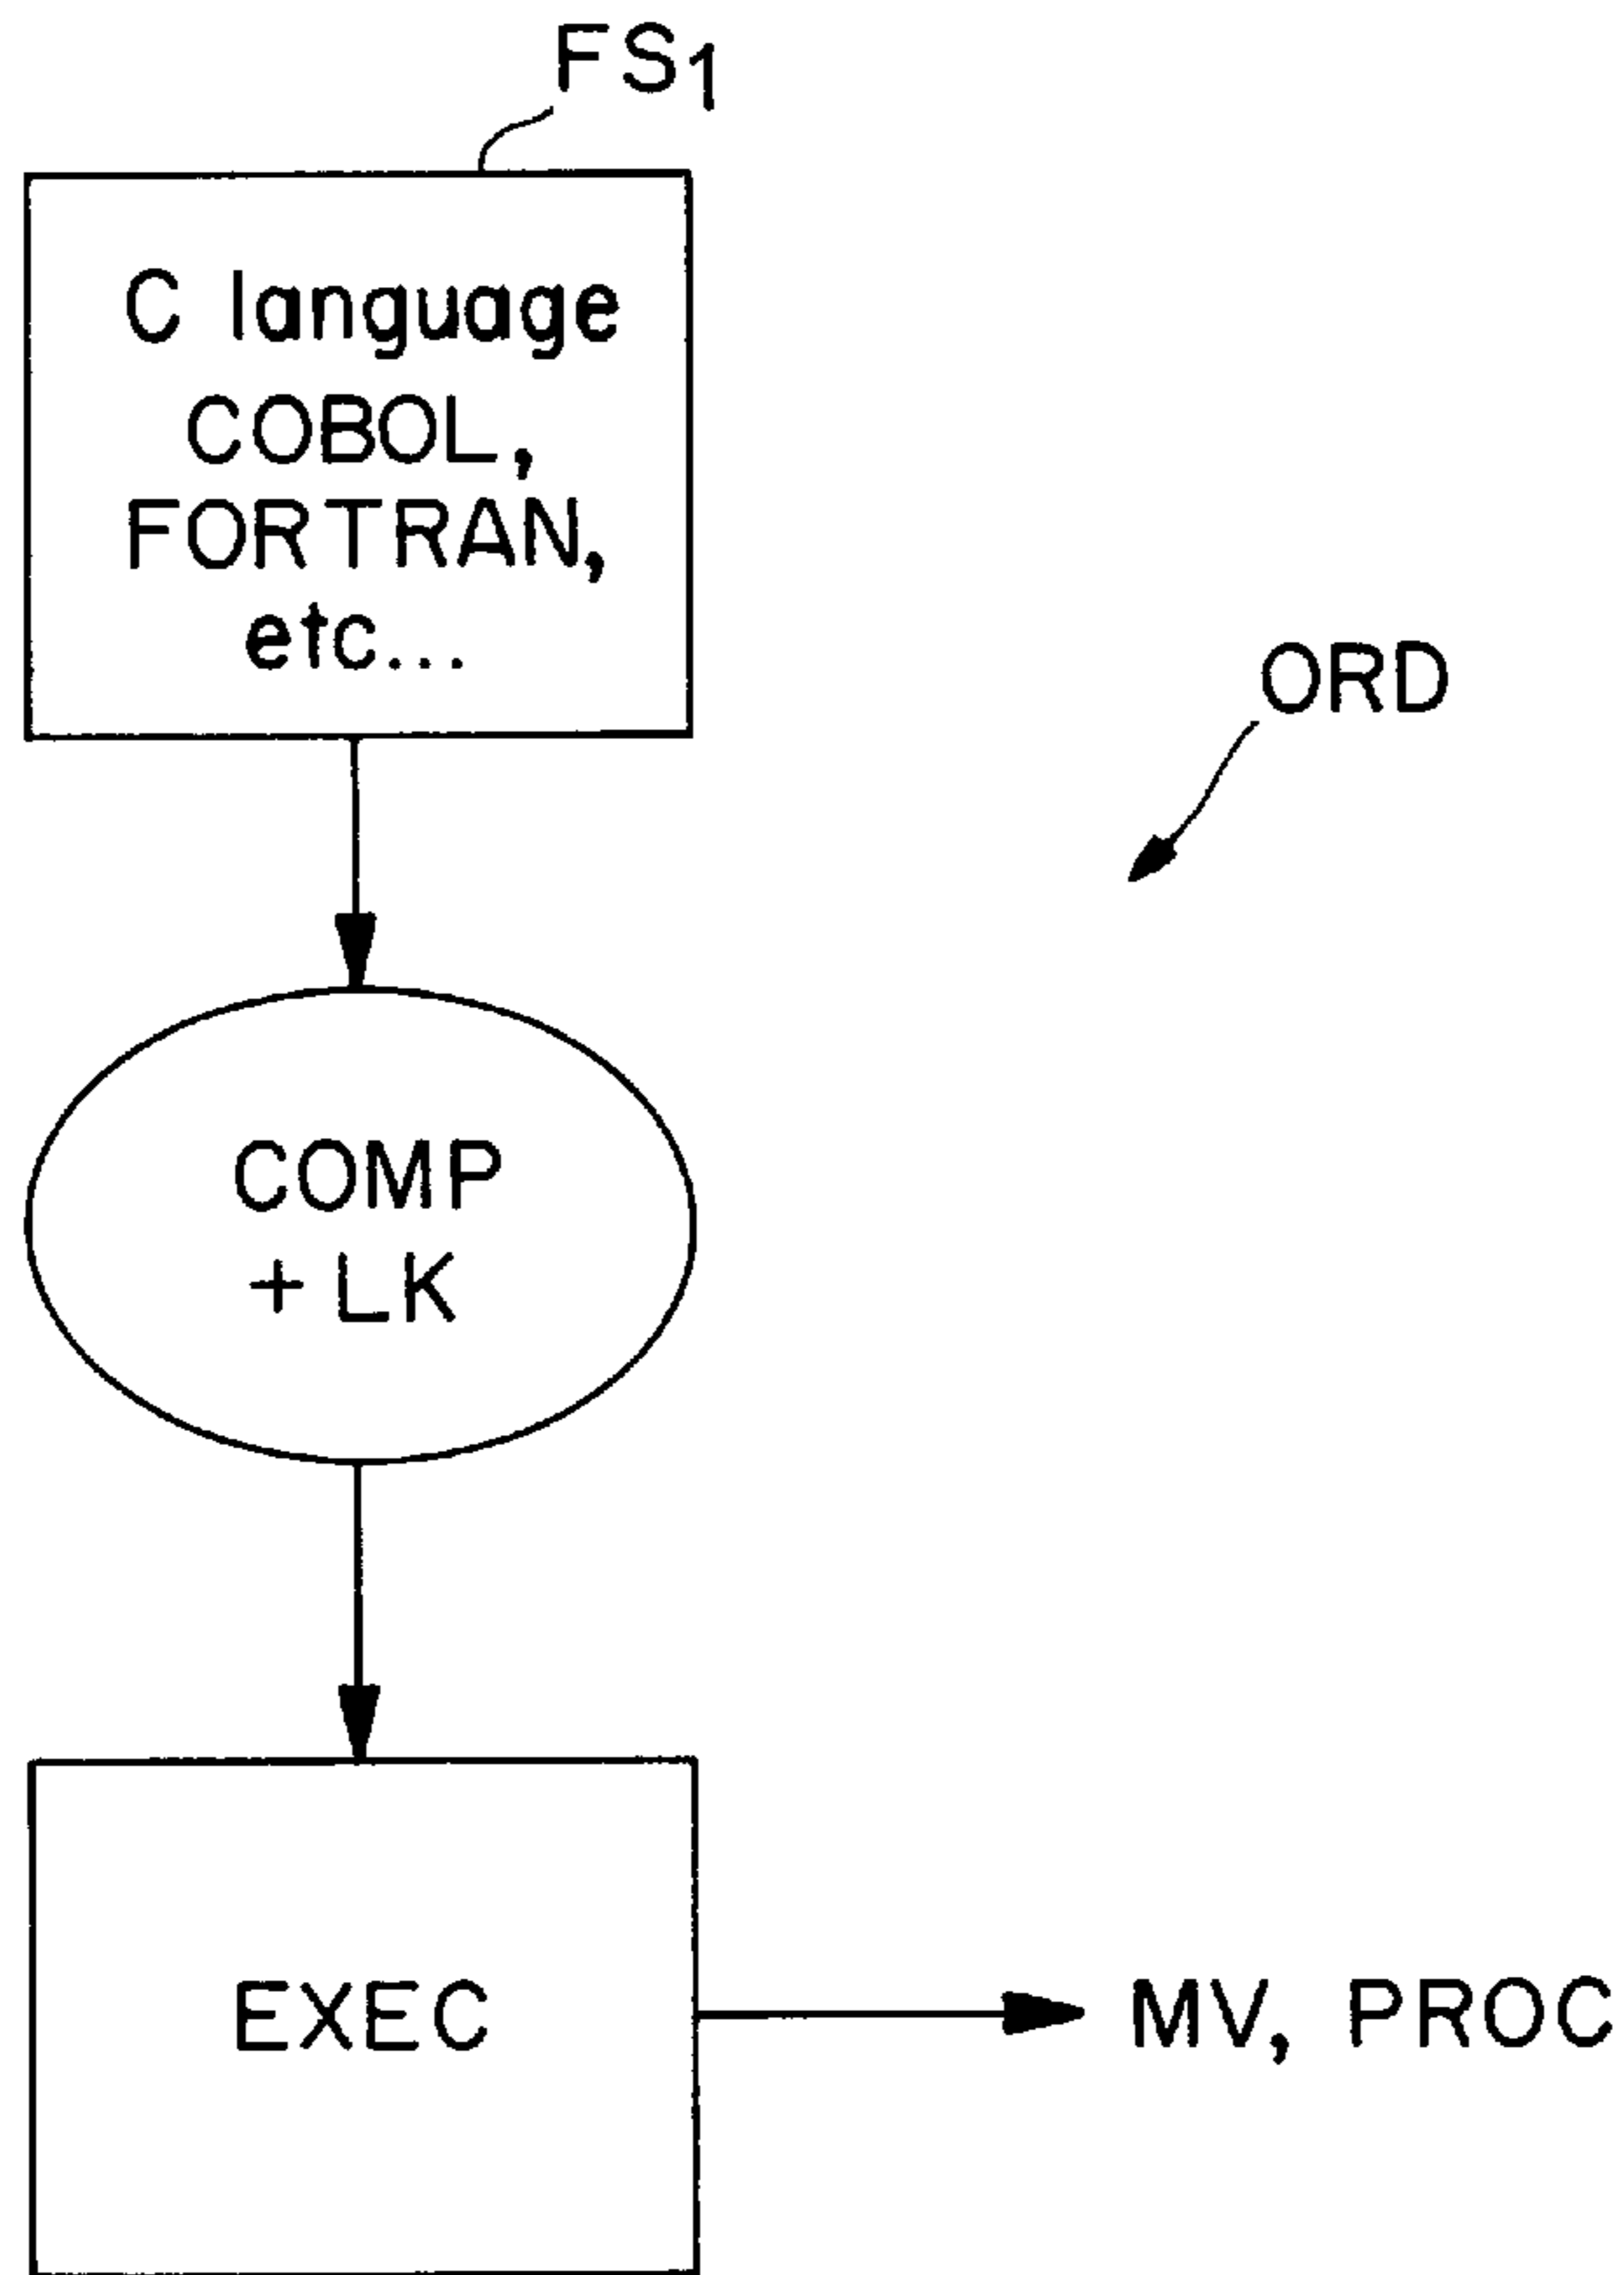 FS1
C language
COBOL,
FORTRAN,
etc...
ORD
COMP
+ LK
EXEC
MV, PROC